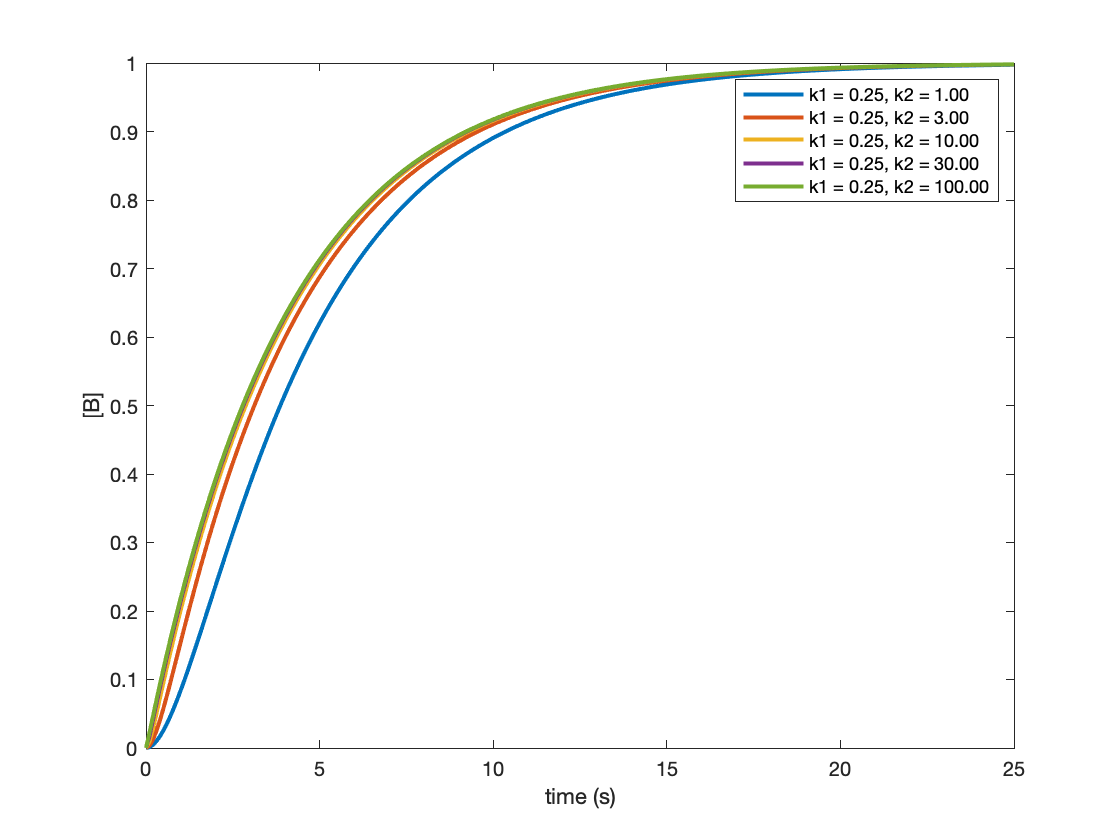 1
0.9
0.8
0.7
0.6
0.5
0.4
0.3
0.2
0.1
0
[B]
k1 = 0.25, k2 = 1.00
k1 = 0.25, k2 = 3.00
k1 = 0.25, k2 = 10.00
k1 = 0.25, k2 = 30.00
k1 = 0.25, k2 = 100.00
0 5 10 15 20 25
time (s)